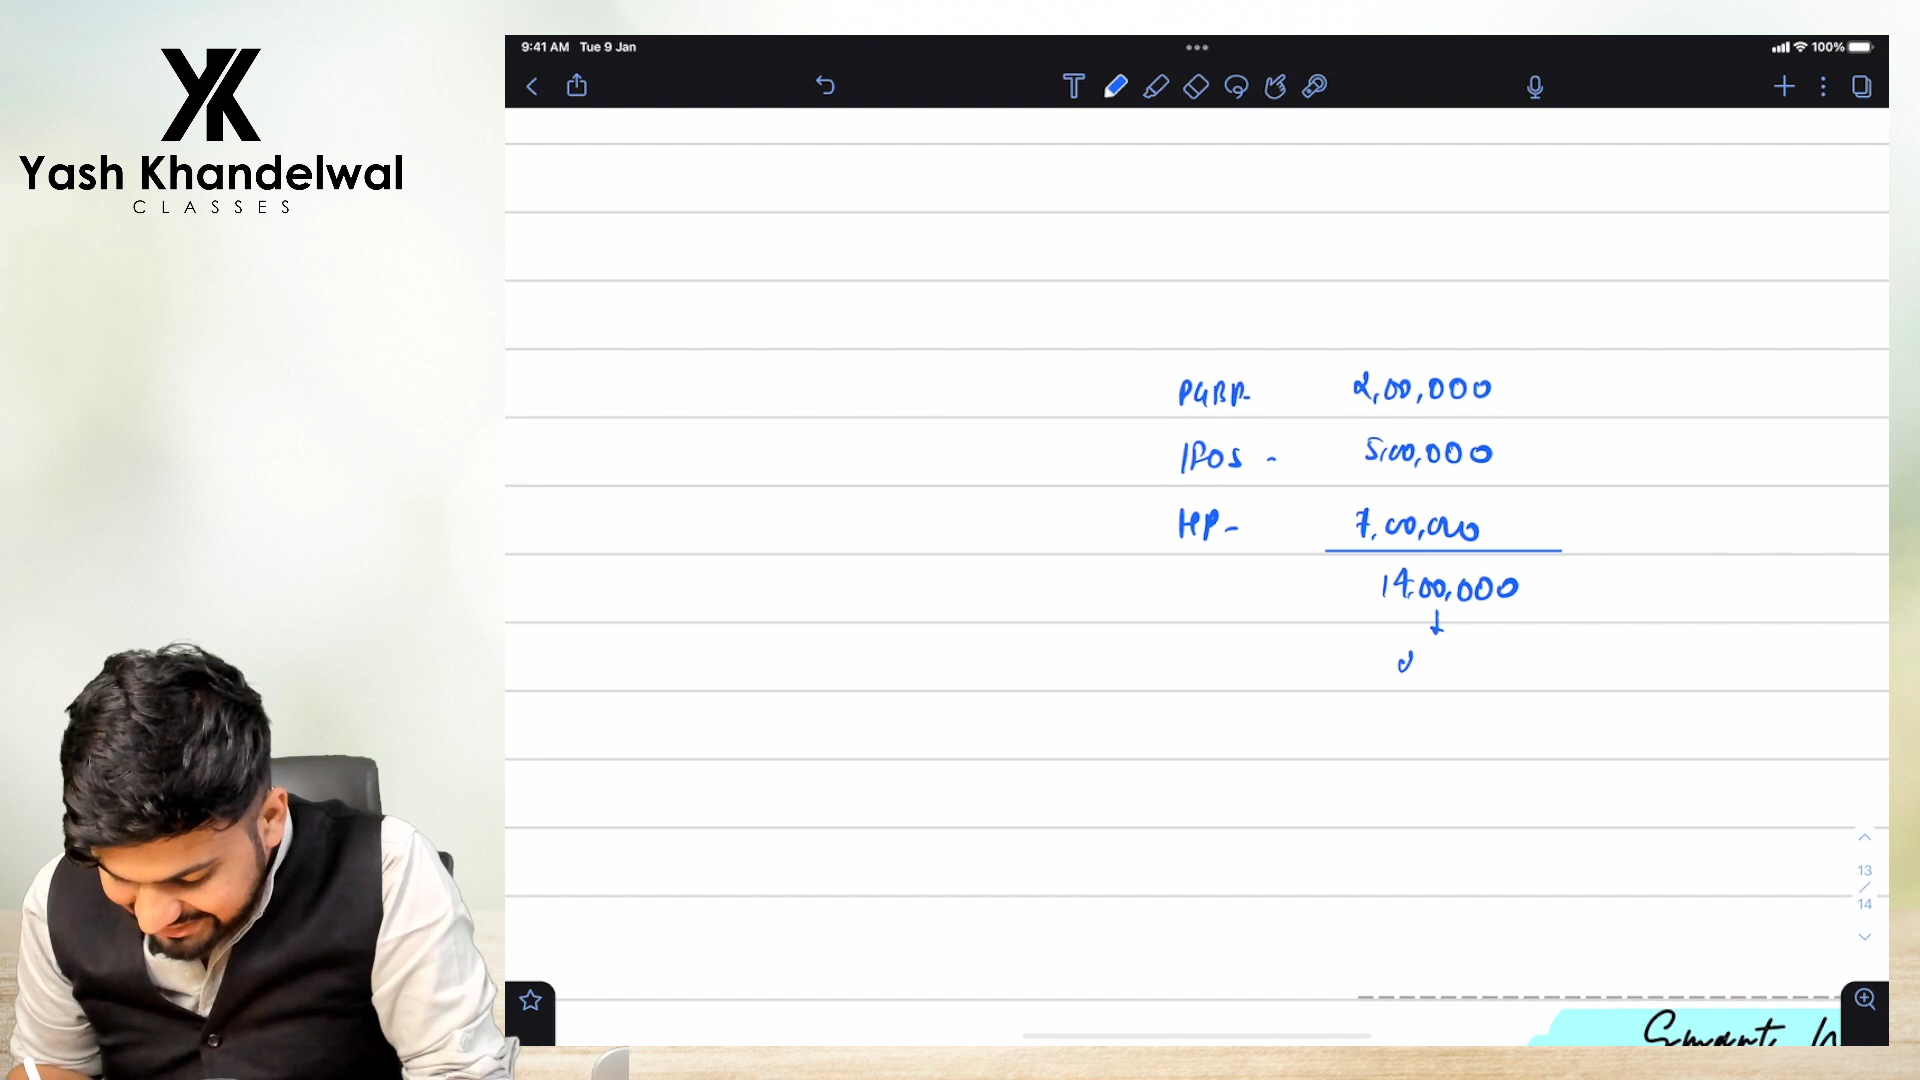 Yash Khandelwal
CLASSES
9:41 AM Tue 9 Jan
100%
PGBP- 2,00,000
IFOS - 5,00,000
HP- 7,00,000
14,00,000
13
/
14
Smart